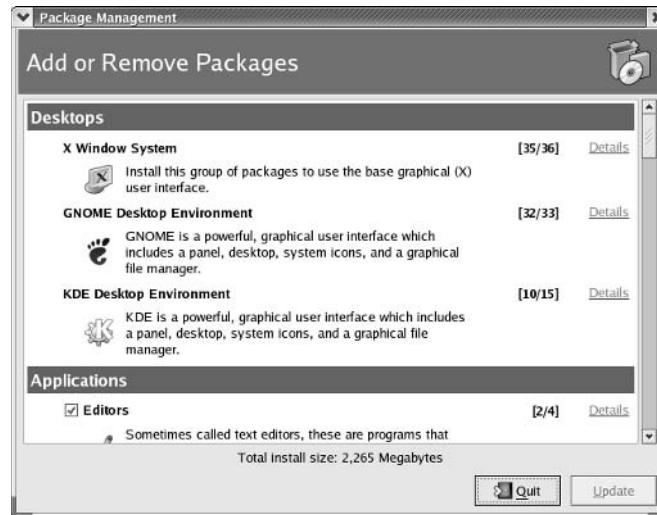 Package Management
Add or Remove Packages
Desktops
X Window System [35/36] Details
Install this group of packages to use the base graphical (X)
user interface.
GNOME Desktop Environment [32/33] Details
GNOME is a powerful, graphical user interface which
includes a panel, desktop, system icons, and a graphical
file manager.
KDE Desktop Environment [10/15] Details
KDE is a powerful, graphical user interface which includes
a panel, desktop, system icons, and a graphical file
manager.
Applications
Editors [2/4] Details
Sometimes called text editors, these are programs that
Total install size: 2,265 Megabytes
Quit Update